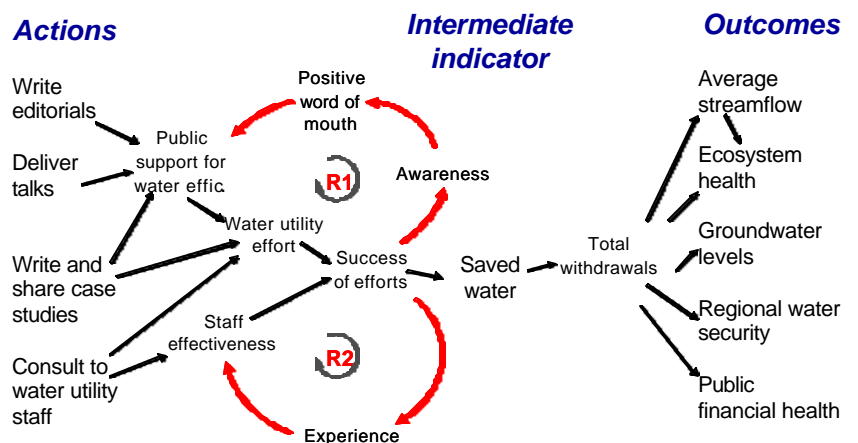 Actions
Intermediate
indicator
Outcomes
Write
editorials
Deliver
talks
Write and
share case
studies
Consult to
water utility
staff
Positive
word of
mouth
Public
support for
water effic.
R1
Awareness
Water utility
effort
Success
of efforts
Staff
effectiveness
R2
Experience
Saved
water
Total
withdrawals
Average
streamflow
Ecosystem
health
Groundwater
levels
Regional water
security
Public
financial health